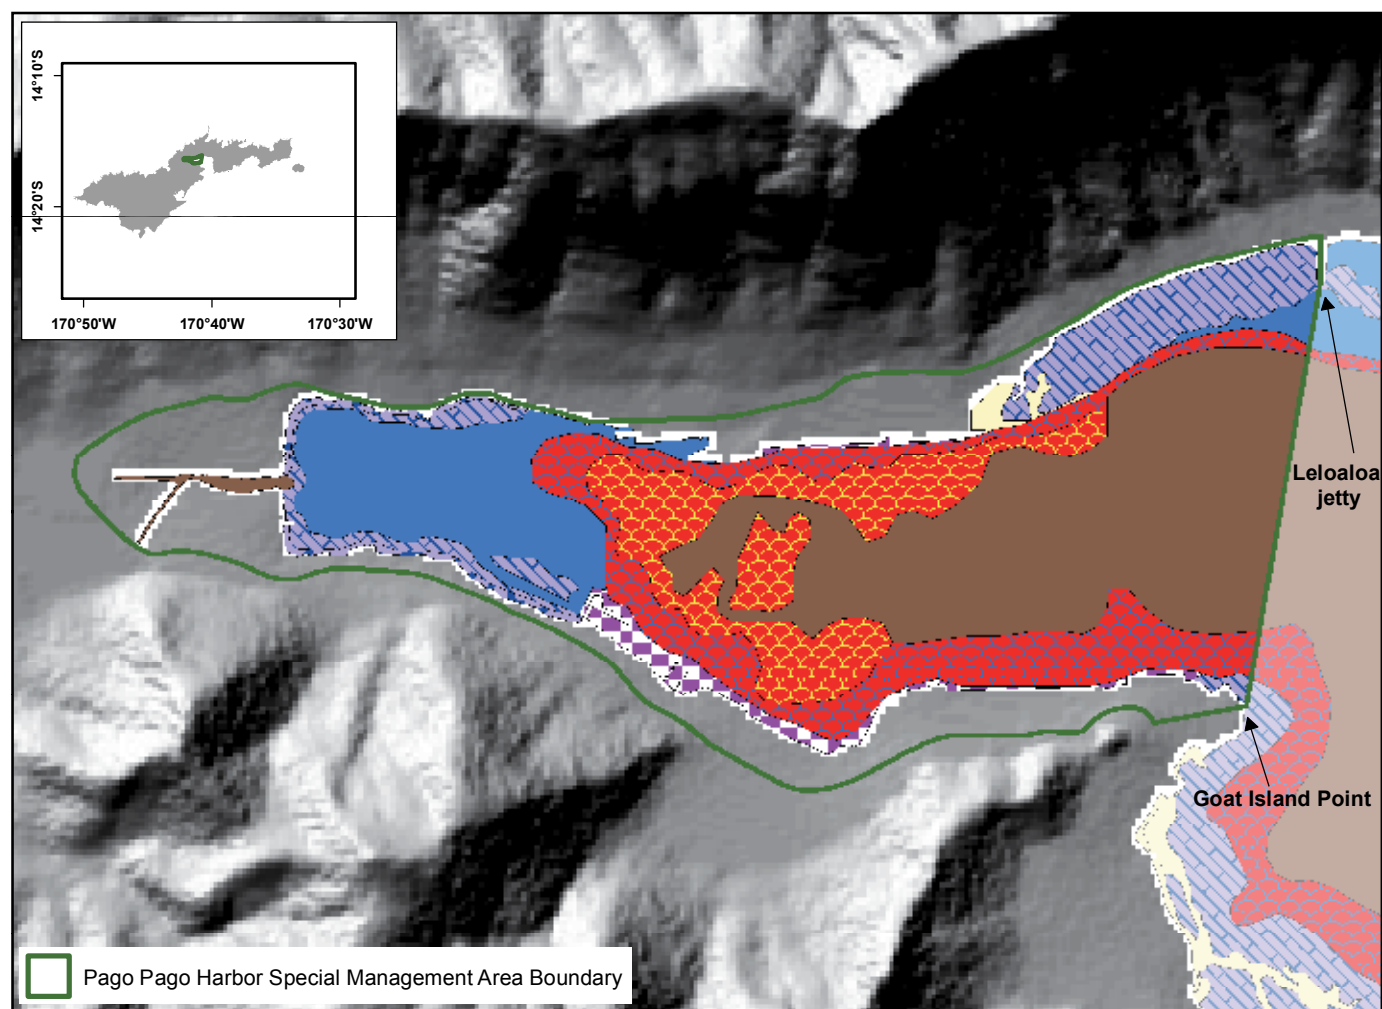 14°10'S
14°20'S
170°50'W
170°40'W
170°30'W
Leloaloa
jetty
Goat Island Point
Pago Pago Harbor Special Management Area Boundary